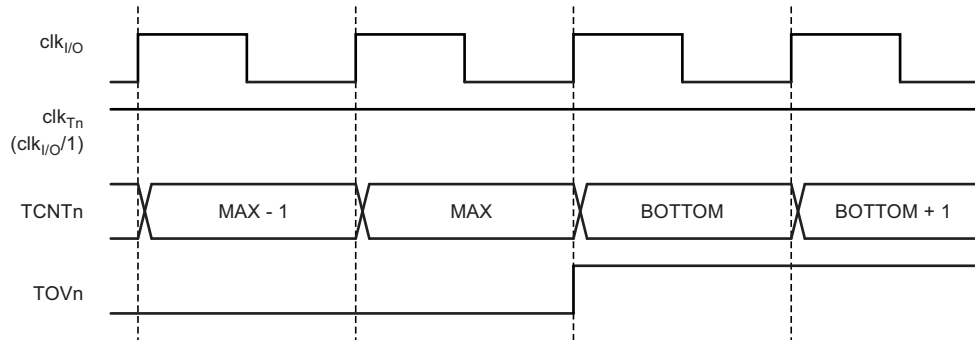 clkI/O
clkTn
(clkI/O/1)
TCNTn
MAX - 1
MAX
BOTTOM
BOTTOM + 1
TOVn